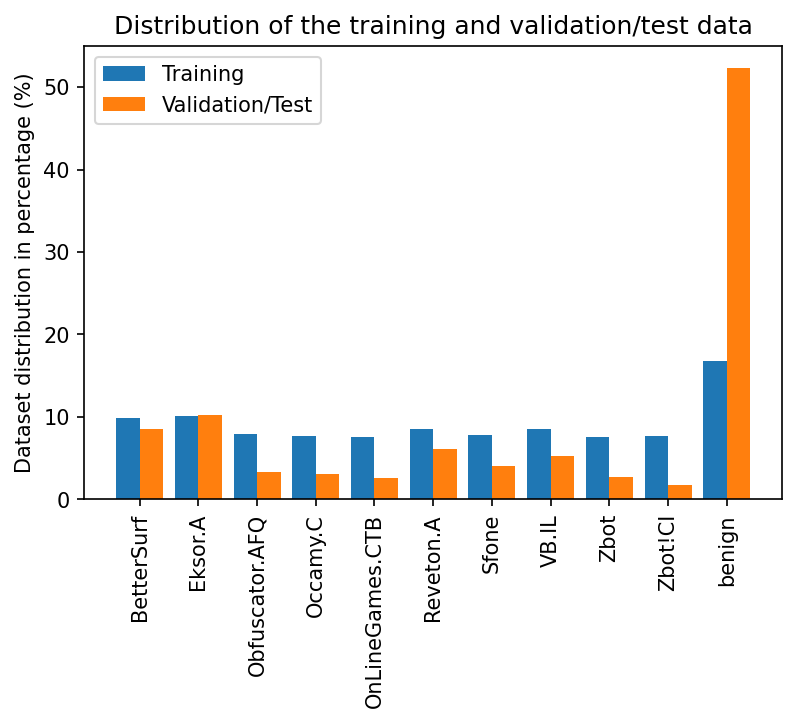 Distribution of the training and validation/test data
Training
Validation/Test
Dataset distribution in percentage (%)
50
40
30
20
10
0
BetterSurf
Eksor.A
Obfuscator.AFQ
Occamy.C
OnLineGames.CTB
Reveton.A
Sfone
VB.IL
Zbot
Zbot!CI
benign